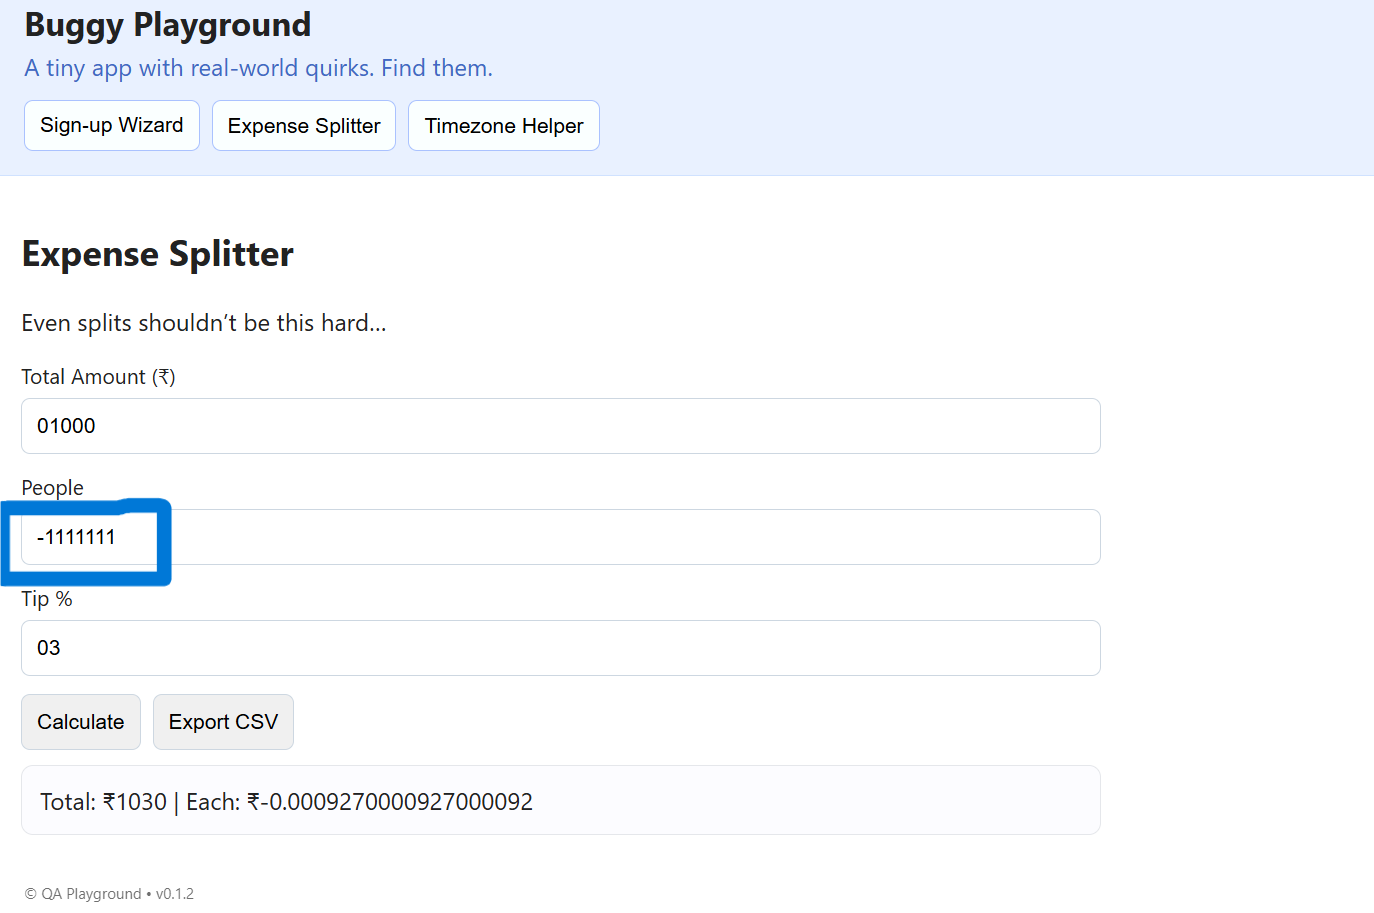 Buggy Playground
A tiny app with real-world quirks. Find them.
Sign-up Wizard Expense Splitter Timezone Helper
Expense Splitter
Even splits shouldn’t be this hard…
Total Amount (₹)
01000
People
-1111111
Tip %
03
Calculate Export CSV
Total: ₹1030 | Each: ₹-0.0009270000927000092
© QA Playground • v0.1.2